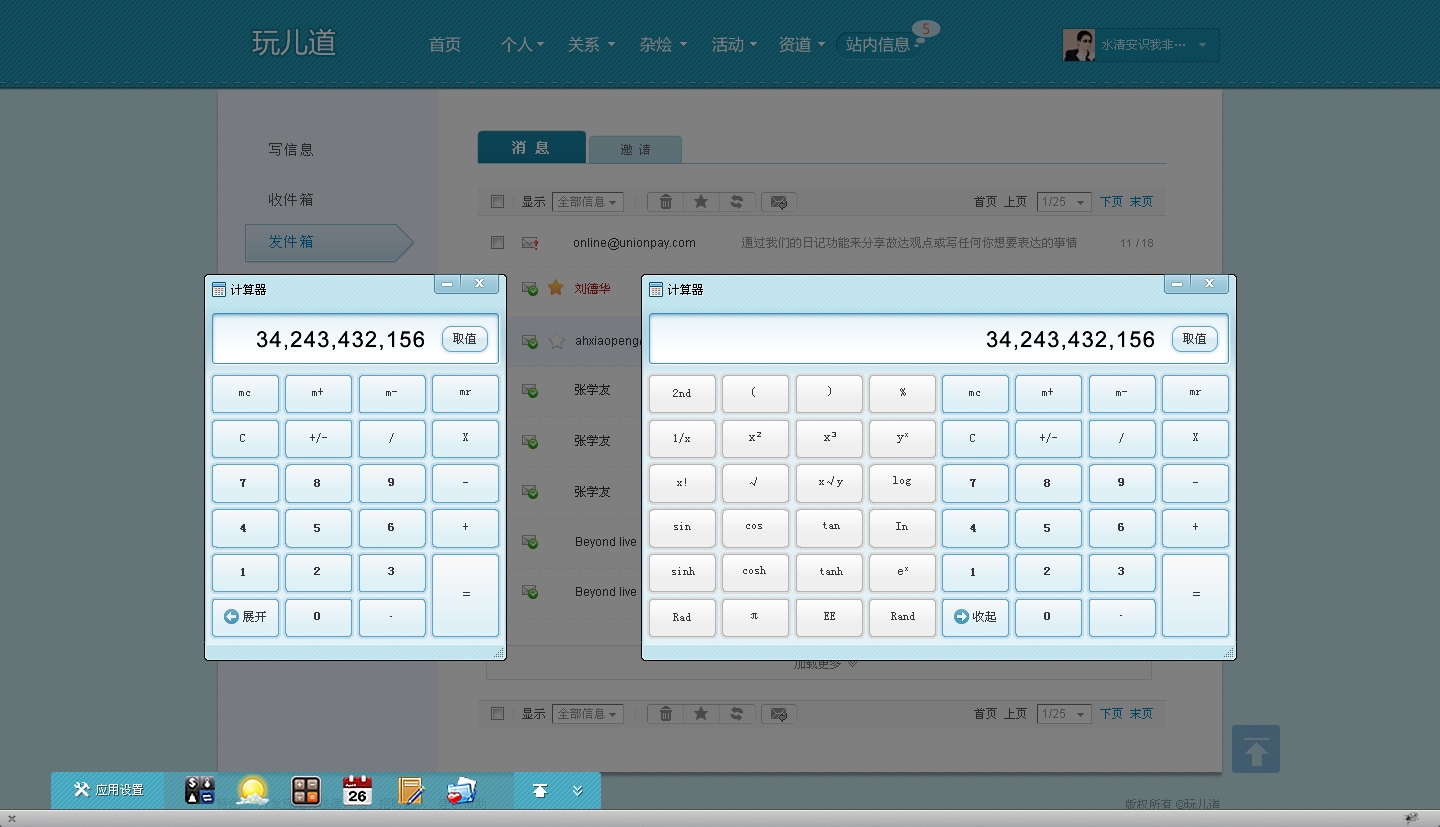 玩儿道
首页 个人 关系 杂烩 活动 资道 站内信息 5
水清安识我非…
写信息
收件箱
发件箱
消 息 邀 请
显示 全部信息 首页 上页 1/25 下页 末页
online@unionpay.com 通过我们的日记功能来分享故达观点或写任何你想要表达的事情 11 / 18
刘德华
ahxiaopeng
张学友
张学友
张学友
Beyond live
Beyond live
计算器
34,243,432,156 取值
mc m+ m- mr
C +/- / X
7 8 9 -
4 5 6 +
1 2 3 =
展开 0 ·
计算器
34,243,432,156 取值
2nd ( ) % mc m+ m- mr
1/x x² x³ yˣ C +/- / X
x! √ x√y log 7 8 9 -
sin cos tan In 4 5 6 +
sinh cosh tanh eˣ 1 2 3 =
Rad π EE Rand 收起 0 ·
加载更多
显示 全部信息 首页 上页 1/25 下页 末页
应用设置 26
版权所有 ©玩儿道